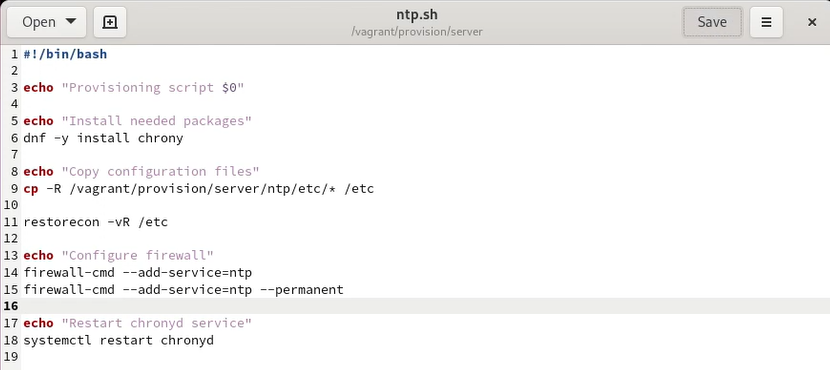 Open
ntp.sh
/vagrant/provision/server
Save
1 #!/bin/bash
2
3 echo "Provisioning script $0"
4
5 echo "Install needed packages"
6 dnf -y install chrony
7
8 echo "Copy configuration files"
9 cp -R /vagrant/provision/server/ntp/etc/* /etc
10
11 restorecon -vR /etc
12
13 echo "Configure firewall"
14 firewall-cmd --add-service=ntp
15 firewall-cmd --add-service=ntp --permanent
16
17 echo "Restart chronyd service"
18 systemctl restart chronyd
19